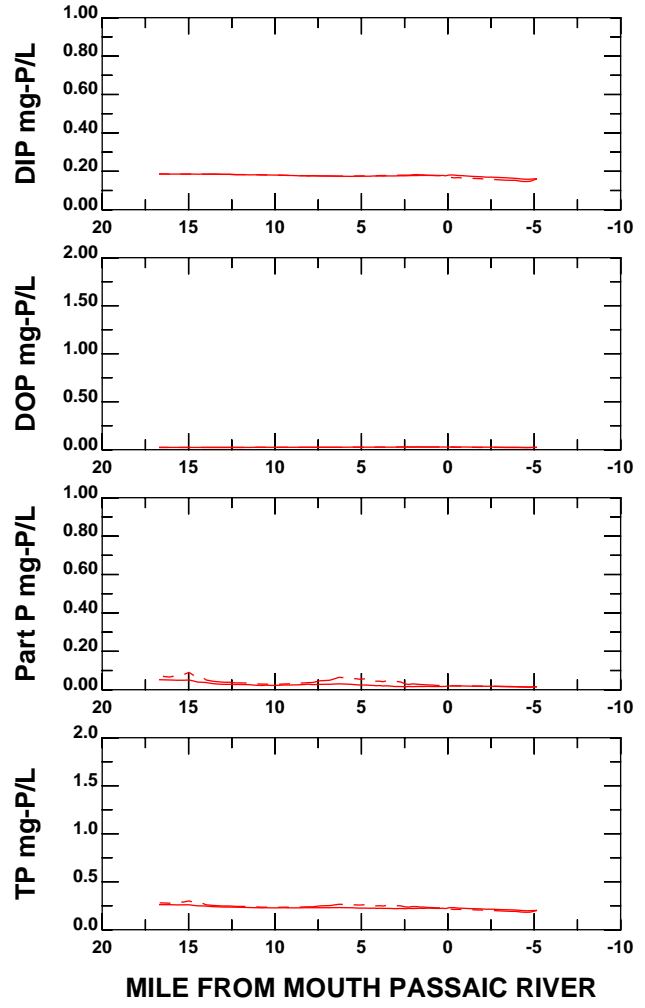 1.00
0.80
0.60
0.40
0.20
0.00
DIP mg-P/L
20 15 10 5 0 -5 -10
2.00
1.50
1.00
0.50
0.00
DOP mg-P/L
20 15 10 5 0 -5 -10
1.00
0.80
0.60
0.40
0.20
0.00
Part P mg-P/L
20 15 10 5 0 -5 -10
2.0
1.5
1.0
0.5
0.0
TP mg-P/L
20 15 10 5 0 -5 -10
MILE FROM MOUTH PASSAIC RIVER